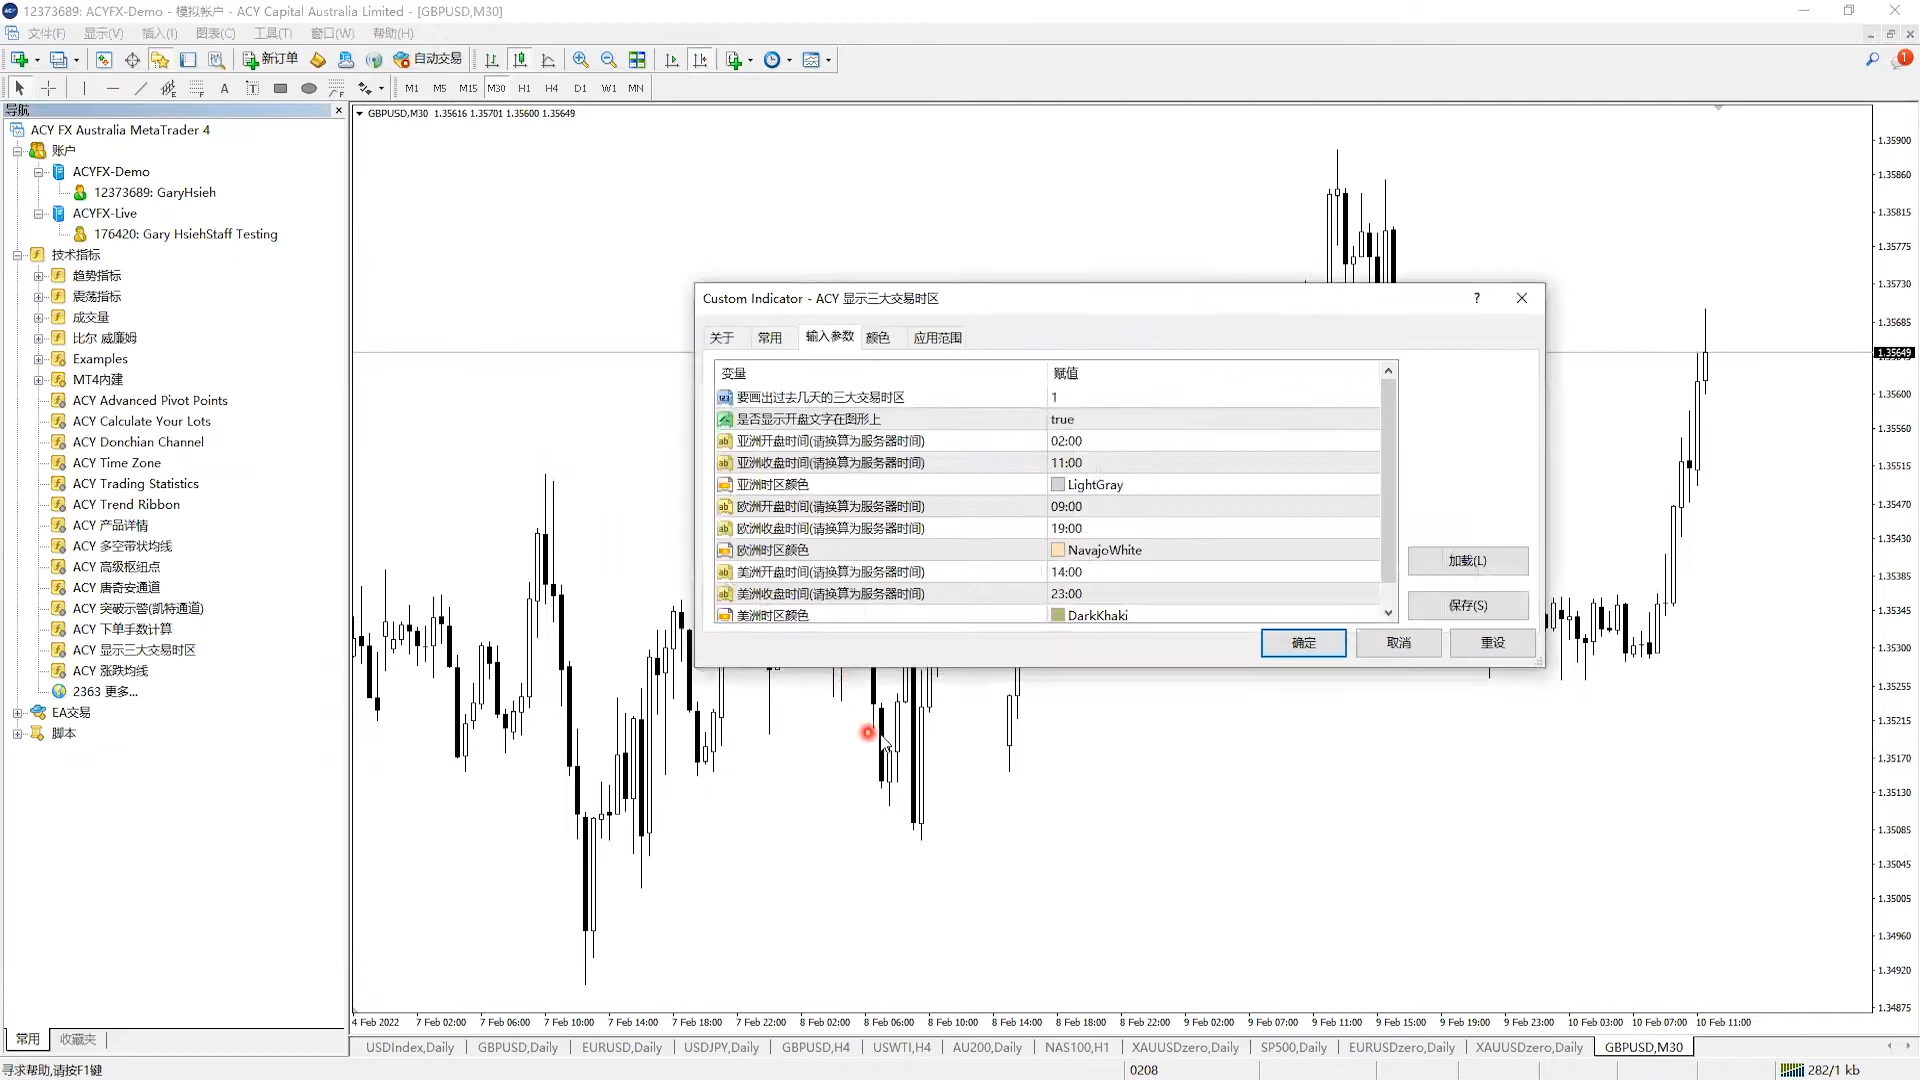 12373689: ACYFX-Demo - 模拟帐户 - ACY Capital Australia Limited - [GBPUSD,M30]
文件(F) 显示(V) 插入(I) 图表(C) 工具(T) 窗口(W) 帮助(H)
新订单 自动交易
1
A T M1 M5 M15 M30 H1 H4 D1 W1 MN
导航
ACY FX Australia MetaTrader 4
账户
ACYFX-Demo
12373689: GaryHsieh
ACYFX-Live
176420: Gary HsiehStaff Testing
技术指标
趋势指标
震荡指标
成交量
比尔 威廉姆
Examples
MT4内建
ACY Advanced Pivot Points
ACY Calculate Your Lots
ACY Donchian Channel
ACY Time Zone
ACY Trading Statistics
ACY Trend Ribbon
ACY 产品详情
ACY 多空带状均线
ACY 高级枢纽点
ACY 唐奇安通道
ACY 突破示警(凯特通道)
ACY 下单手数计算
ACY 显示三大交易时区
ACY 涨跌均线
2363 更多...
EA交易
脚本
常用 收藏夹
GBPUSD,M30 1.35616 1.35701 1.35600 1.35649
Custom Indicator - ACY 显示三大交易时区
?
关于 常用 输入参数 颜色 应用范围
变量 赋值
要画出过去几天的三大交易时区 1
是否显示开盘文字在图形上 true
亚洲开盘时间(请换算为服务器时间) 02:00
亚洲收盘时间(请换算为服务器时间) 11:00
亚洲时区颜色 LightGray
欧洲开盘时间(请换算为服务器时间) 09:00
欧洲收盘时间(请换算为服务器时间) 19:00
欧洲时区颜色 NavajoWhite
美洲开盘时间(请换算为服务器时间) 14:00
美洲收盘时间(请换算为服务器时间) 23:00
美洲时区颜色 DarkKhaki
加载(L)
保存(S)
确定 取消 重设
1.35900
1.35860
1.35815
1.35775
1.35730
1.35685
1.35649
1.35600
1.35560
1.35515
1.35470
1.35430
1.35385
1.35345
1.35300
1.35255
1.35215
1.35170
1.35130
1.35085
1.35045
1.35005
1.34960
1.34920
1.34875
4 Feb 2022 7 Feb 02:00 7 Feb 06:00 7 Feb 10:00 7 Feb 14:00 7 Feb 18:00 7 Feb 22:00 8 Feb 02:00 8 Feb 06:00 8 Feb 10:00 8 Feb 14:00 8 Feb 18:00 8 Feb 22:00 9 Feb 02:00 9 Feb 07:00 9 Feb 11:00 9 Feb 15:00 9 Feb 19:00 9 Feb 23:00 10 Feb 03:00 10 Feb 07:00 10 Feb 11:00
USDIndex,Daily GBPUSD,Daily EURUSD,Daily USDJPY,Daily GBPUSD,H4 USWTI,H4 AU200,Daily NAS100,H1 XAUUSDzero,Daily SP500,Daily EURUSDzero,Daily XAUUSDzero,Daily GBPUSD,M30
寻求帮助,请按F1键 0208 282/1 kb